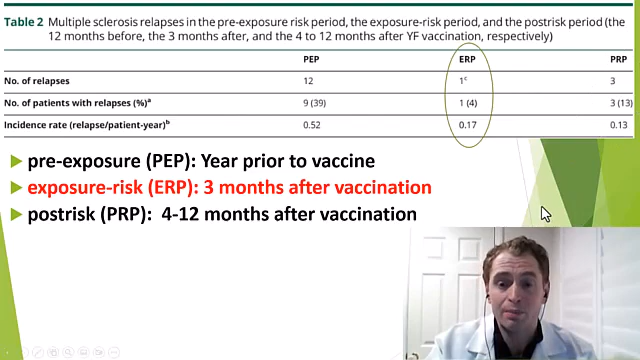 Table 2 Multiple sclerosis relapses in the pre-exposure risk period, the exposure-risk period, and the postrisk period (the
12 months before, the 3 months after, and the 4 to 12 months after YF vaccination, respectively)
PEP ERP PRP
No. of relapses 12 1c 3
No. of patients with relapses (%)a 9 (39) 1 (4) 3 (13)
Incidence rate (relapse/patient-year)b 0.52 0.17 0.13
pre-exposure (PEP): Year prior to vaccine
exposure-risk (ERP): 3 months after vaccination
postrisk (PRP): 4-12 months after vaccination